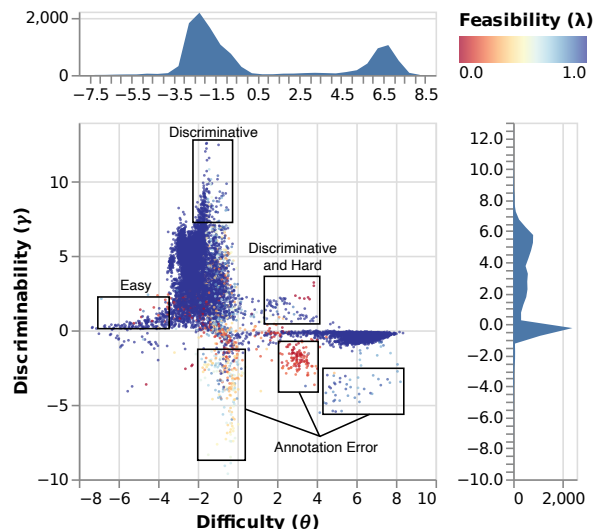 Feasibility (λ)
0.0 1.0
2,000
0
−7.5 −5.5 −3.5 −1.5 0.5 2.5 4.5 6.5 8.5
Discriminative
Discriminative
and Hard
Easy
Annotation Error
Discriminability (γ)
10
5
0
−5
−10
−8 −6 −4 −2 0 2 4 6 8 10
Difficulty (θ)
12.0
10.0
8.0
6.0
4.0
2.0
0.0
−2.0
−4.0
−6.0
−8.0
−10.0
0 2,000